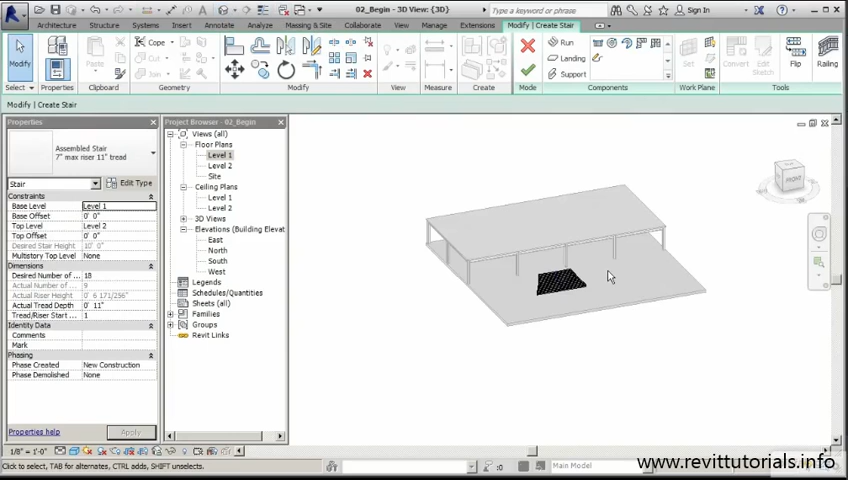 02_Begin - 3D View: {3D}
Type a keyword or phrase
Sign In
Architecture Structure Systems Insert Annotate Analyze Massing & Site Collaborate View Manage Extensions Modify | Create Stair
Modify Paste Cope Cut Join Run Landing Support Set Convert Edit Sketch Flip Railing
Select Properties Clipboard Geometry Modify View Measure Create Mode Components Work Plane Tools
Modify | Create Stair
Properties
Assembled Stair
7" max riser 11" tread
Stair Edit Type
Constraints
Base Level Level 1
Base Offset 0' 0"
Top Level Level 2
Top Offset 0' 0"
Desired Stair Height 10' 0"
Multistory Top Level None
Dimensions
Desired Number of ... 18
Actual Number of ... 9
Actual Riser Height 0' 6 171/256"
Actual Tread Depth 0' 11"
Tread/Riser Start ... 1
Identity Data
Comments
Mark
Phasing
Phase Created New Construction
Phase Demolished None
Properties help Apply
Project Browser - 02_Begin
Views (all)
Floor Plans
Level 1
Level 2
Site
Ceiling Plans
Level 1
Level 2
3D Views
Elevations (Building Elevat
East
North
South
West
Legends
Schedules/Quantities
Sheets (all)
Families
Groups
Revit Links
FRONT
1/8" = 1'-0"
Click to select, TAB for alternates, CTRL adds, SHIFT unselects.
:0
Main Model
www.revittutorials.info